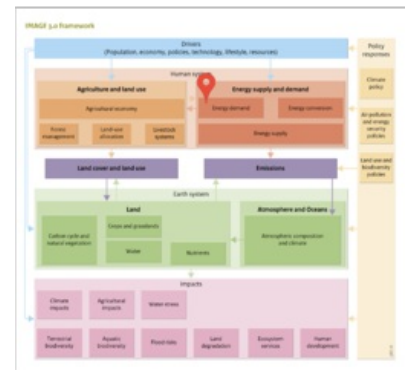 IMAGE 3.0 framework
Drivers
(Population, economy, policies, technology, lifestyle, resources)
Policy
responses
Human system
Agriculture and land use
Energy supply and demand
Climate
policy
Agricultural economy
Energy demand
Energy conversion
Air pollution
and energy
security
policies
Forest
management
Land-use
allocation
Livestock
systems
Energy supply
Land cover and land use
Emissions
Land use and
biodiversity
policies
Earth system
Land
Atmosphere and Oceans
Carbon cycle and
natural vegetation
Crops and grasslands
Water
Nutrients
Atmospheric composition
and climate
Impacts
Climate
impacts
Agricultural
impacts
Water stress
Terrestrial
biodiversity
Aquatic
biodiversity
Flood risks
Land
degradation
Ecosystem
services
Human
development